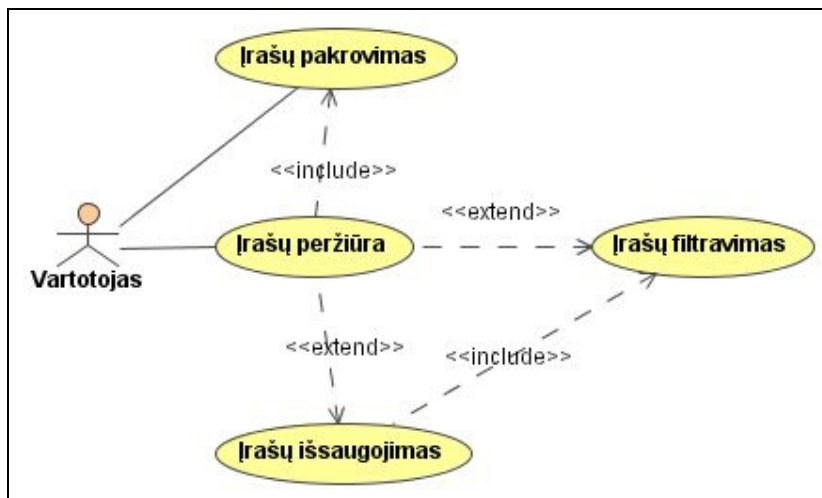 Įrašų pakrovimas
<<include>>
<<extend>>
Įrašų peržiūra
Įrašų filtravimas
Vartotojas
<<extend>>
<<include>>
Įrašų išsaugojimas